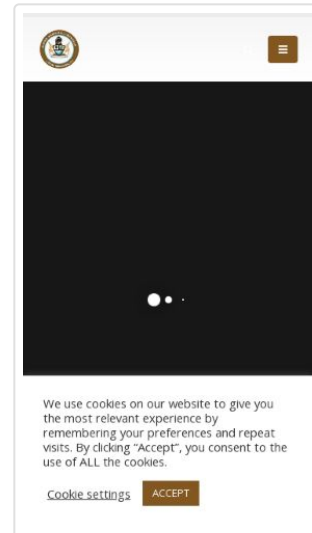 We use cookies on our website to give you
the most relevant experience by
remembering your preferences and repeat
visits. By clicking “Accept”, you consent to the
use of ALL the cookies.
Cookie settings ACCEPT